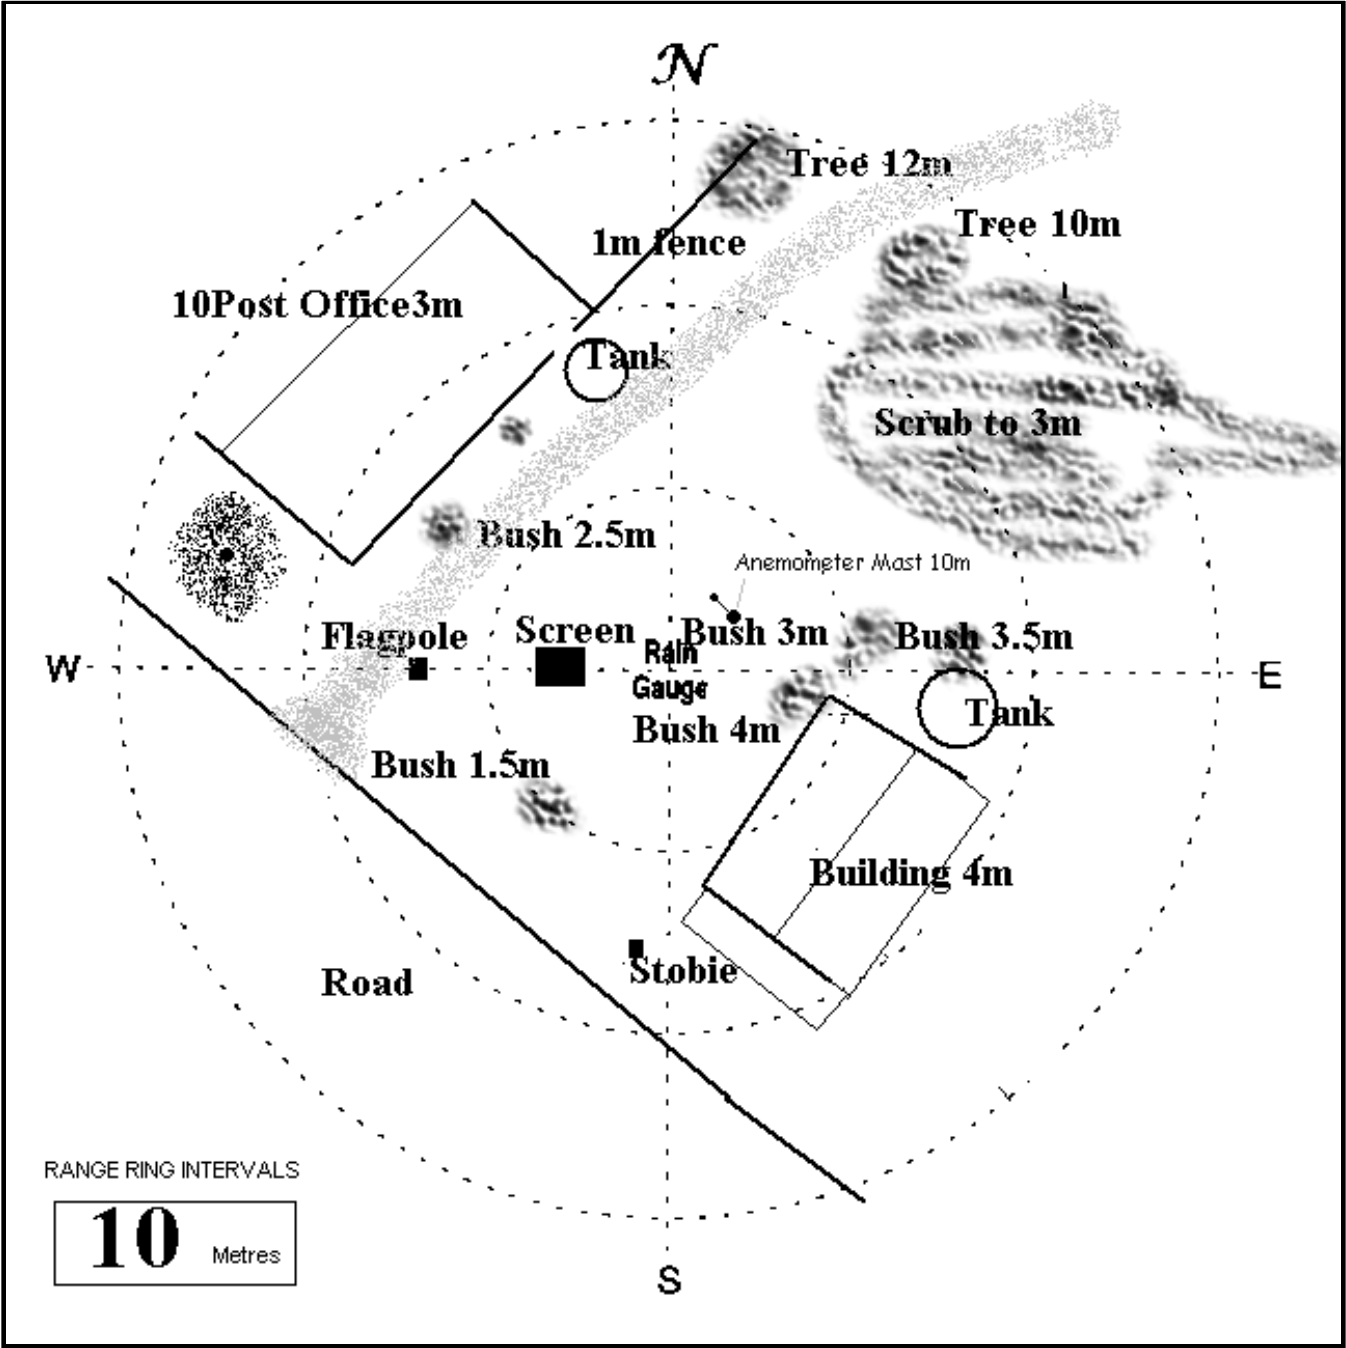 N
Tree 12m
Tree 10m
1m fence
10Post Office3m
Tank
Scrub to 3m
Bush 2.5m
Anemometer Mast 10m
Flagpole
Screen
Bush 3m
Bush 3.5m
Rain
Gauge
W
E
Bush 4m
Tank
Bush 1.5m
Building 4m
Stobie
Road
RANGE RING INTERVALS
10 Metres
S